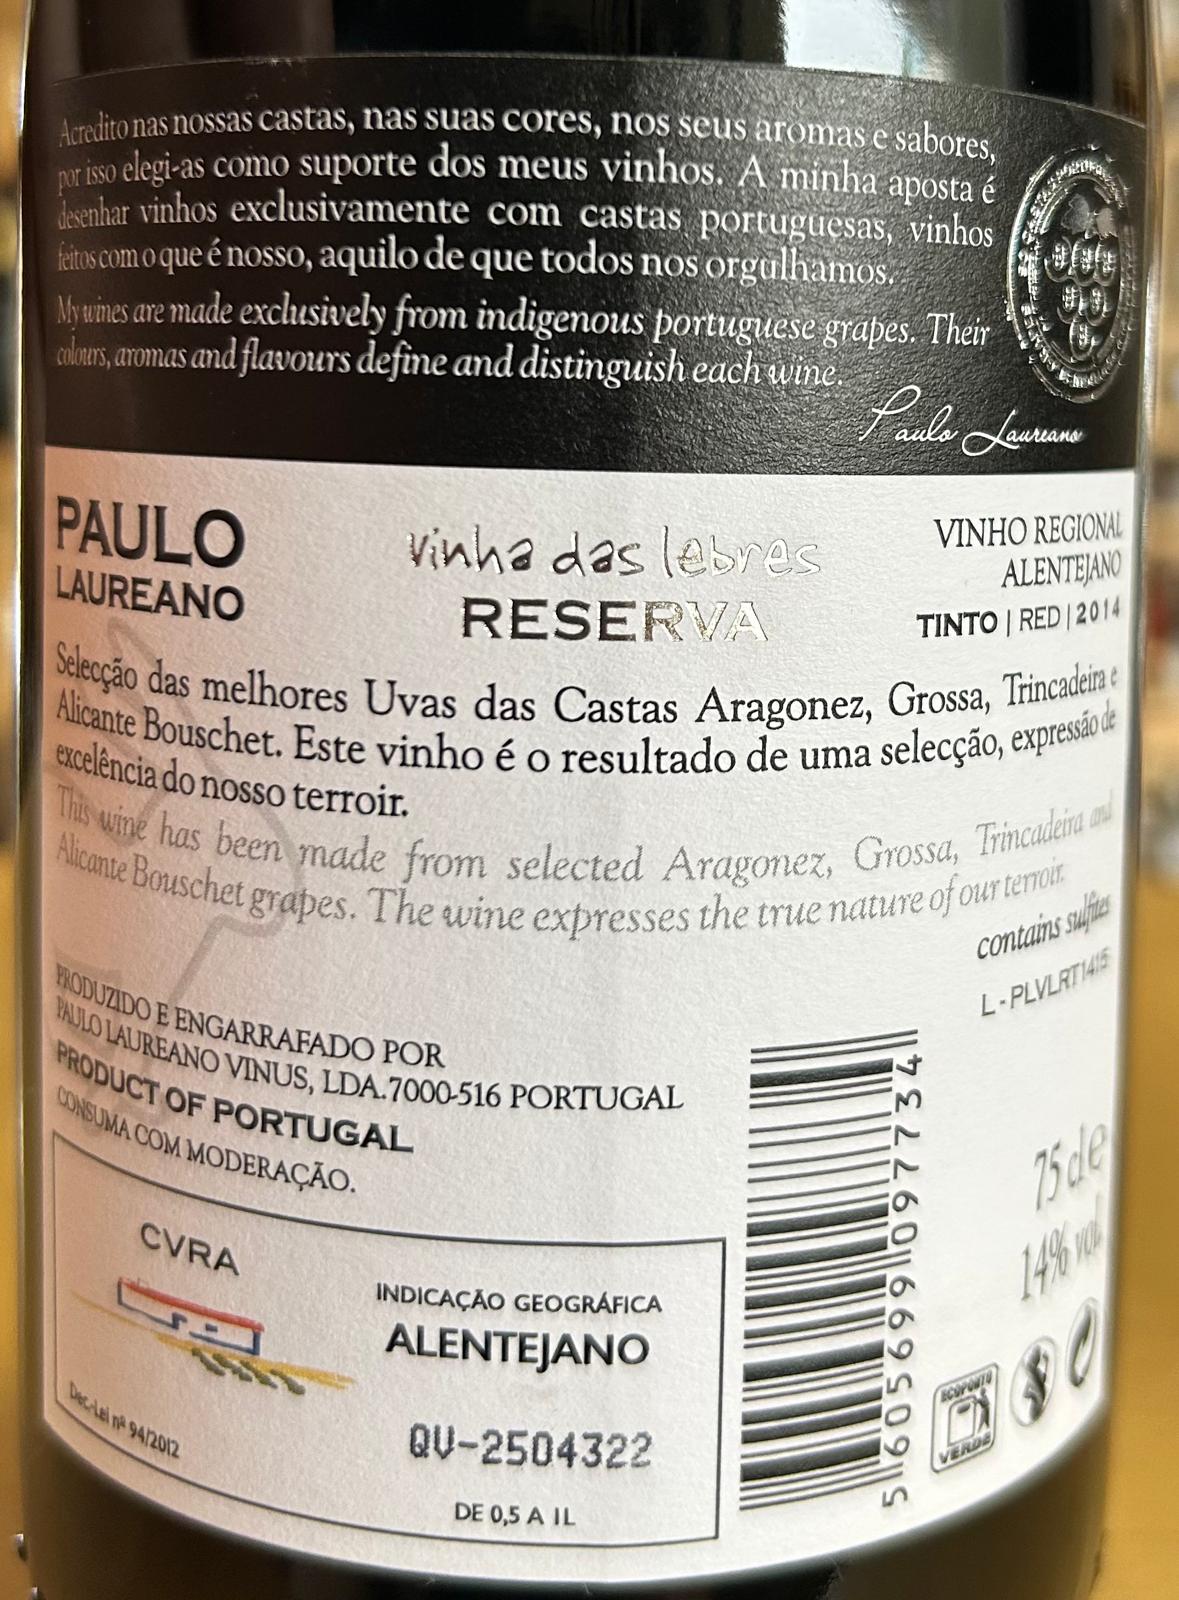 Acredito nas nossas castas, nas suas cores, nos seus aromas e sabores,
por isso elegi-as como suporte dos meus vinhos. A minha aposta é
desenhar vinhos exclusivamente com castas portuguesas, vinhos
feitos com o que é nosso, aquilo de que todos nos orgulhamos.
My wines are made exclusively from indigenous portuguese grapes. Their
colours, aromas and flavours define and distinguish each wine.
Paulo Laureano
PAULO
LAUREANO
vinha das lebres
RESERVA
VINHO REGIONAL
ALENTEJANO
TINTO | RED | 2014
Selecção das melhores Uvas das Castas Aragonez, Grossa, Trincadeira e
Alicante Bouschet. Este vinho é o resultado de uma selecção, expressão de
excelência do nosso terroir.
This wine has been made from selected Aragonez, Grossa, Trincadeira and
Alicante Bouschet grapes. The wine expresses the true nature of our terroir.
contains sulfites
L-PLVLRT1415
PRODUZIDO E ENGARRAFADO POR
PAULO LAUREANO VINUS, LDA.7000-516 PORTUGAL
PRODUCT OF PORTUGAL
CONSUMA COM MODERAÇÃO.
CVRA
INDICAÇÃO GEOGRÁFICA
ALENTEJANO
Dec.-Lei nº 94/2012
QV-2504322
DE 0,5 A 1L
5 605699 097734
75 cl e
14% vol.
ECOPONTO
VERDE